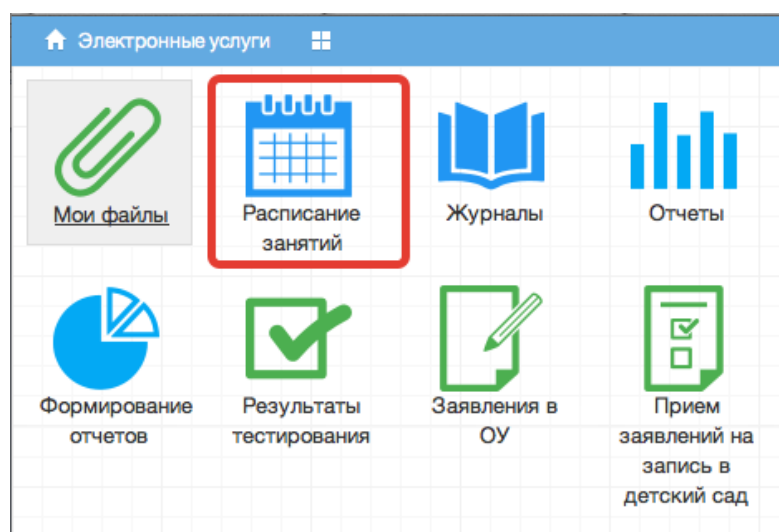 Электронные услуги
Мои файлы
Расписание
занятий
Журналы
Отчеты
Формирование
отчетов
Результаты
тестирования
Заявления в
ОУ
Прием
заявлений на
запись в
детский сад